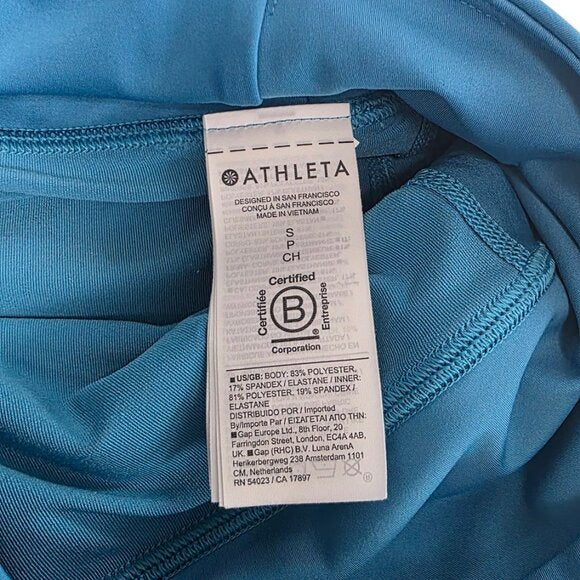 ATHLETA
DESIGNED IN SAN FRANCISCO
CONÇU À SAN FRANCISCO
MADE IN VIETNAM
S
P
CH
Certified
Certifiée
B
Entreprise
®
Corporation
■ US/GB: BODY: 83% POLYESTER,
17% SPANDEX / ELASTANE / INNER:
81% POLYESTER, 19% SPANDEX /
ELASTANE
DISTRIBUIDO POR / Imported
By/Importe Par / ΕΙΣΑΓΕΤΑΙ ΑΠΟ ΤΗΝ:
■ Gap Europe Ltd., 8th Floor, 20
Farringdon Street, London, EC4A 4AB,
UK. ■ Gap (RHC) B.V. Luna ArenA
Herikerbergweg 238 Amsterdam 1101
CM, Netherlands
RN 54023 / CA 17897